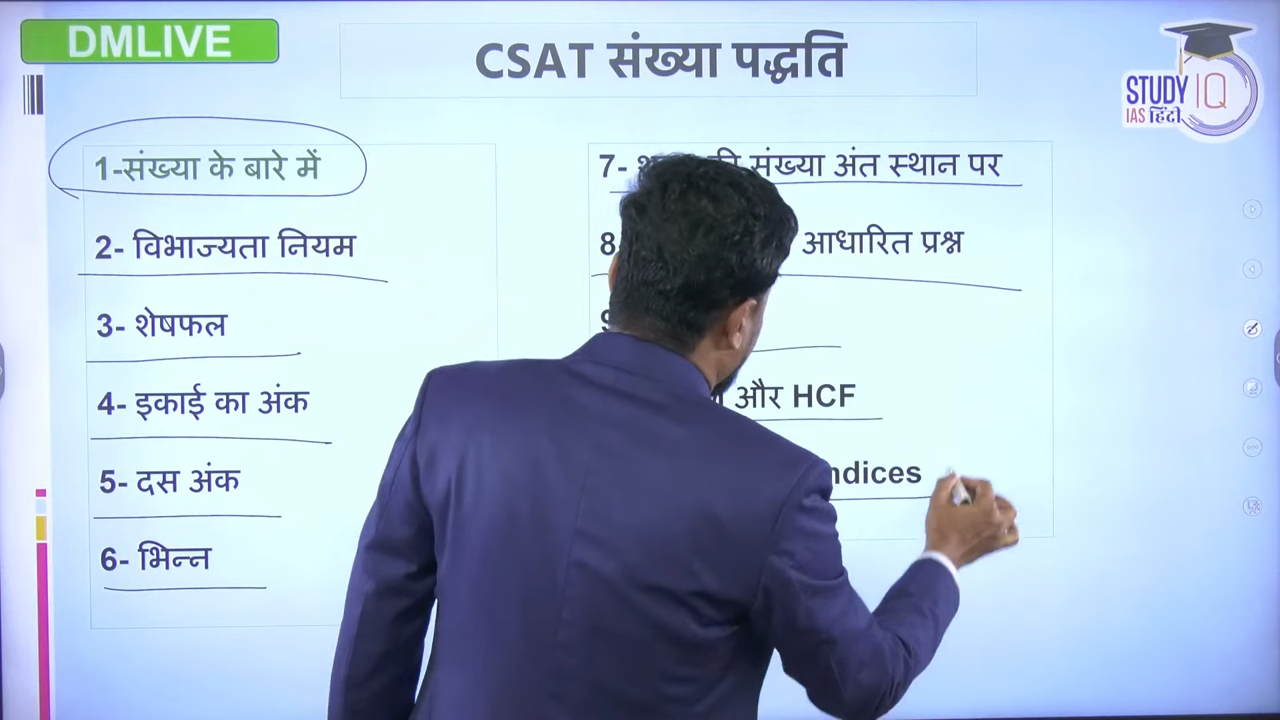 DMLIVE
CSAT संख्या पद्धति
STUDY IQ
IAS हिंदी
1-संख्या के बारे में
2- विभाज्यता नियम
3- शेषफल
4- इकाई का अंक
5- दस अंक
6- भिन्न
7- की संख्या अंत स्थान पर
8 आधारित प्रश्न
और HCF